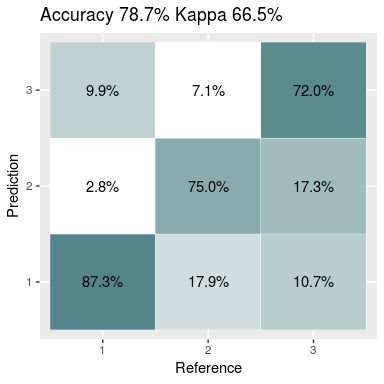 Accuracy 78.7% Kappa 66.5%
3 9.9% 7.1% 72.0%
2 2.8% 75.0% 17.3%
1 87.3% 17.9% 10.7%
1 2 3
Prediction
Reference